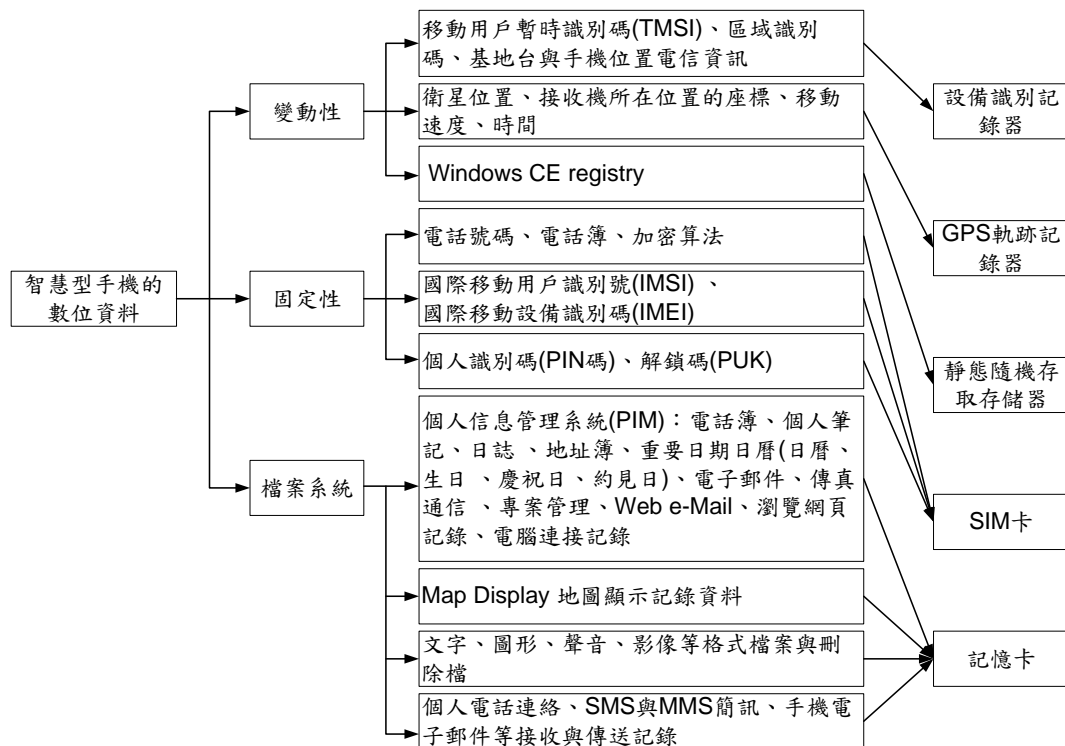 智慧型手機的
數位資料
變動性
固定性
檔案系統
移動用戶暫時識別碼(TMSI)、區域識別
碼、基地台與手機位置電信資訊
衛星位置、接收機所在位置的座標、移動
速度、時間
Windows CE registry
電話號碼、電話簿、加密算法
國際移動用戶識別號(IMSI) 、
國際移動設備識別碼(IMEI)
個人識別碼(PIN碼)、解鎖碼(PUK)
個人信息管理系統(PIM)：電話簿、個人筆
記、日誌 、地址簿、重要日期日曆(日曆、
生日 、慶祝日、約見日)、電子郵件、傳真
通信 、專案管理、Web e-Mail、瀏覽網頁
記錄、電腦連接記錄
Map Display 地圖顯示記錄資料
文字、圖形、聲音、影像等格式檔案與刪
除檔
個人電話連絡、SMS與MMS簡訊、手機電
子郵件等接收與傳送記錄
設備識別記
錄器
GPS軌跡記
錄器
靜態隨機存
取存儲器
SIM卡
記憶卡